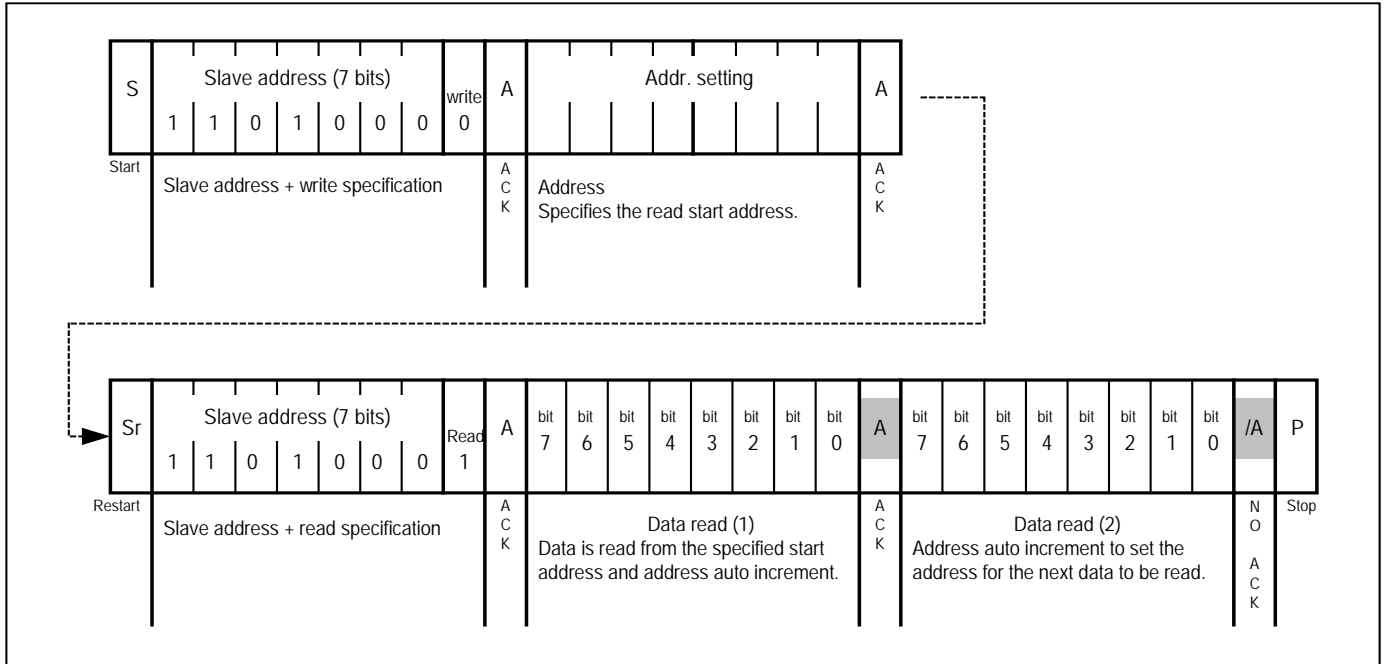 S Slave address (7 bits) write A Addr. setting A
1 1 0 1 0 0 0 0
Start
Slave address + write specification
A
C
K
Address
Specifies the read start address.
A
C
K
Sr Slave address (7 bits) Read A bit bit bit bit bit bit bit bit A bit bit bit bit bit bit bit bit /A P
1 1 0 1 0 0 0 1 7 6 5 4 3 2 1 0 7 6 5 4 3 2 1 0
Restart
Slave address + read specification
A
C
K
Data read (1)
Data is read from the specified start
address and address auto increment.
A
C
K
Data read (2)
Address auto increment to set the
address for the next data to be read.
N
O
A
C
K
Stop